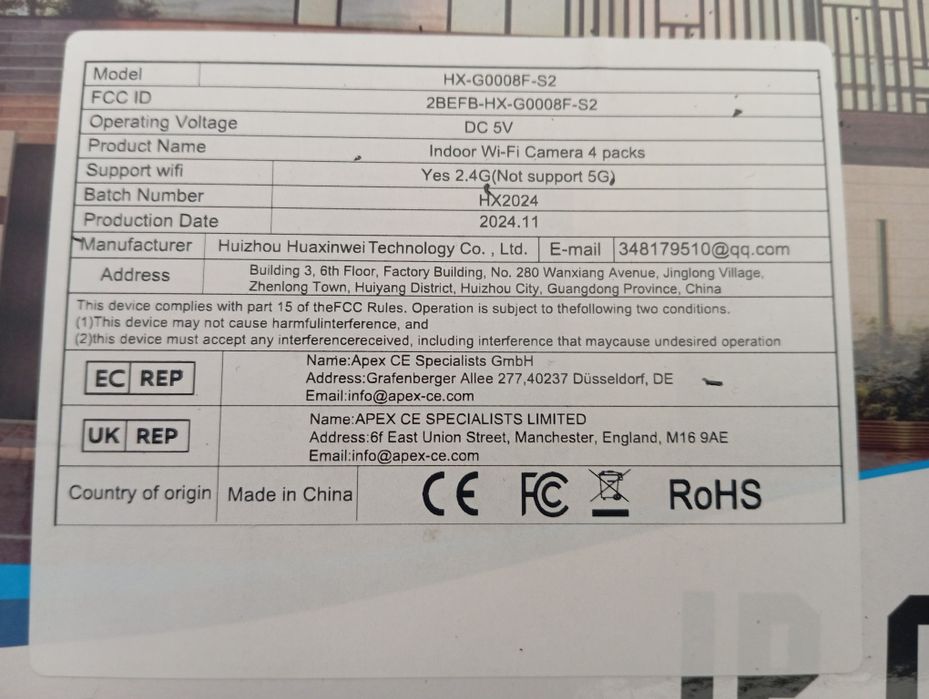 Model HX-G0008F-S2
FCC ID 2BEFB-HX-G0008F-S2
Operating Voltage DC 5V
Product Name Indoor Wi-Fi Camera 4 packs
Support wifi Yes 2.4G(Not support 5G)
Batch Number HX2024
Production Date 2024.11
Manufacturer Huizhou Huaxinwei Technology Co. , Ltd. E-mail 348179510@qq.com
Address Building 3, 6th Floor, Factory Building, No. 280 Wanxiang Avenue, Jinglong Village,
Zhenlong Town, Huiyang District, Huizhou City, Guangdong Province, China
This device complies with part 15 of theFCC Rules. Operation is subject to thefollowing two conditions.
(1)This device may not cause harmfulinterference, and
(2)this device must accept any interferencereceived, including interference that maycause undesired operation
EC REP
Name:Apex CE Specialists GmbH
Address:Grafenberger Allee 277,40237 Düsseldorf, DE
Email:info@apex-ce.com
UK REP
Name:APEX CE SPECIALISTS LIMITED
Address:6f East Union Street, Manchester, England, M16 9AE
Email:info@apex-ce.com
Country of origin Made in China CE FC RoHS